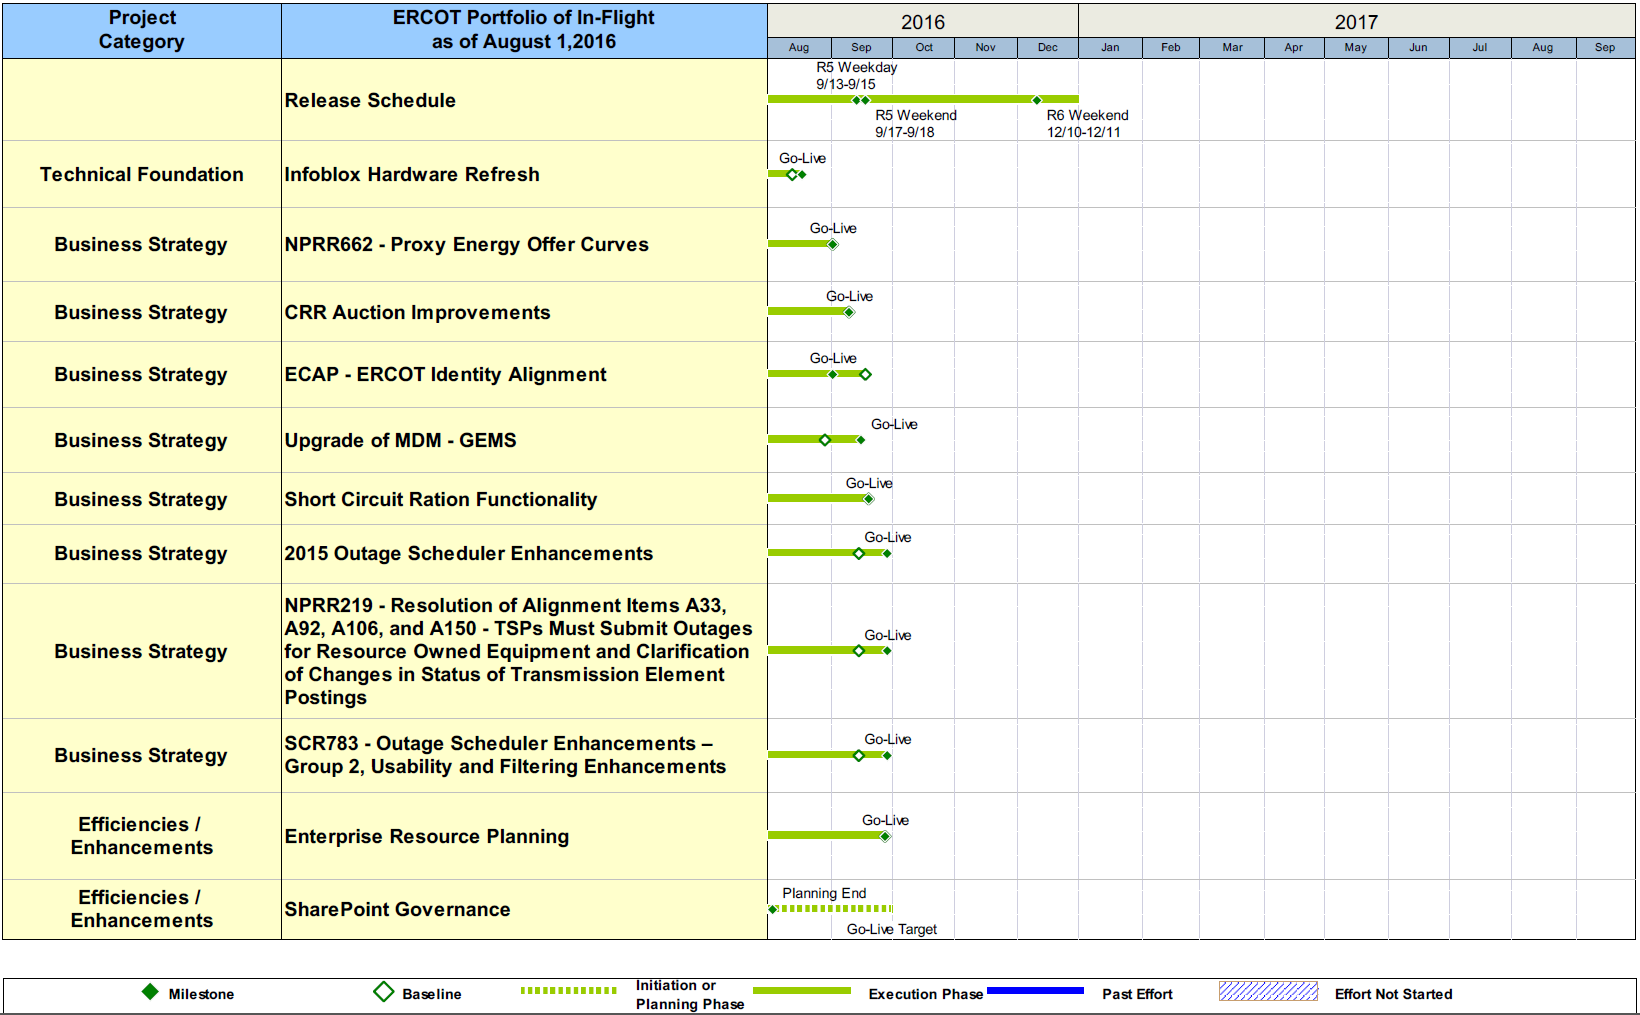 Project
Category
ERCOT Portfolio of In-Flight
as of August 1,2016
2016
2017
Aug Sep Oct Nov Dec Jan Feb Mar Apr May Jun Jul Aug Sep
Release Schedule
R5 Weekday
9/13-9/15
R5 Weekend
9/17-9/18
R6 Weekend
12/10-12/11
Technical Foundation
Infoblox Hardware Refresh
Go-Live
Business Strategy
NPRR662 - Proxy Energy Offer Curves
Go-Live
Business Strategy
CRR Auction Improvements
Go-Live
Business Strategy
ECAP - ERCOT Identity Alignment
Go-Live
Business Strategy
Upgrade of MDM - GEMS
Go-Live
Business Strategy
Short Circuit Ration Functionality
Go-Live
Business Strategy
2015 Outage Scheduler Enhancements
Go-Live
Business Strategy
NPRR219 - Resolution of Alignment Items A33,
A92, A106, and A150 - TSPs Must Submit Outages
for Resource Owned Equipment and Clarification
of Changes in Status of Transmission Element
Postings
Go-Live
Business Strategy
SCR783 - Outage Scheduler Enhancements –
Group 2, Usability and Filtering Enhancements
Go-Live
Efficiencies /
Enhancements
Enterprise Resource Planning
Go-Live
Efficiencies /
Enhancements
SharePoint Governance
Planning End
Go-Live Target
Milestone
Baseline
Initiation or
Planning Phase
Execution Phase
Past Effort
Effort Not Started